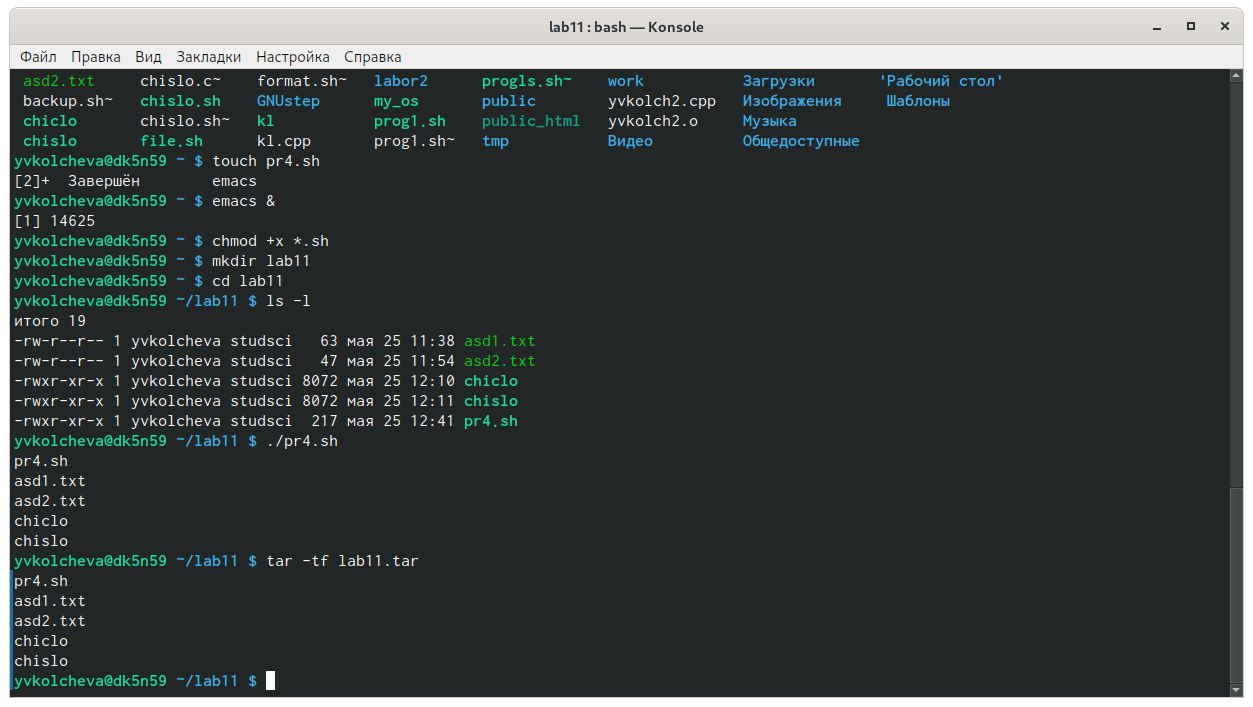 lab11 : bash — Konsole
Файл Правка Вид Закладки Настройка Справка
asd2.txt chislo.c~ format.sh~ labor2 progls.sh~ work Загрузки 'Рабочий стол'
backup.sh~ chislo.sh GNUstep my_os public yvkolch2.cpp Изображения Шаблоны
chiclo chislo.sh~ kl prog1.sh public_html yvkolch2.o Музыка
chislo file.sh kl.cpp prog1.sh~ tmp Видео Общедоступные
yvkolcheva@dk5n59 ~ $ touch pr4.sh
[2]+ Завершён emacs
yvkolcheva@dk5n59 ~ $ emacs &
[1] 14625
yvkolcheva@dk5n59 ~ $ chmod +x *.sh
yvkolcheva@dk5n59 ~ $ mkdir lab11
yvkolcheva@dk5n59 ~ $ cd lab11
yvkolcheva@dk5n59 ~/lab11 $ ls -l
итого 19
-rw-r--r-- 1 yvkolcheva studsci 63 мая 25 11:38 asd1.txt
-rw-r--r-- 1 yvkolcheva studsci 47 мая 25 11:54 asd2.txt
-rwxr-xr-x 1 yvkolcheva studsci 8072 мая 25 12:10 chiclo
-rwxr-xr-x 1 yvkolcheva studsci 8072 мая 25 12:11 chislo
-rwxr-xr-x 1 yvkolcheva studsci 217 мая 25 12:41 pr4.sh
yvkolcheva@dk5n59 ~/lab11 $ ./pr4.sh
pr4.sh
asd1.txt
asd2.txt
chiclo
chislo
yvkolcheva@dk5n59 ~/lab11 $ tar -tf lab11.tar
pr4.sh
asd1.txt
asd2.txt
chiclo
chislo
yvkolcheva@dk5n59 ~/lab11 $